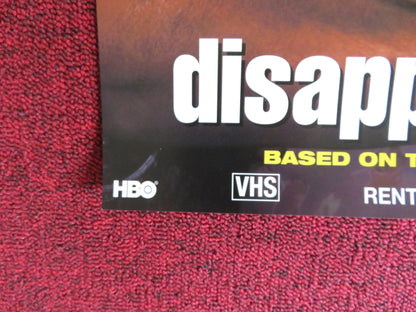 disapp
BASED ON T
HBO®
VHS
RENT